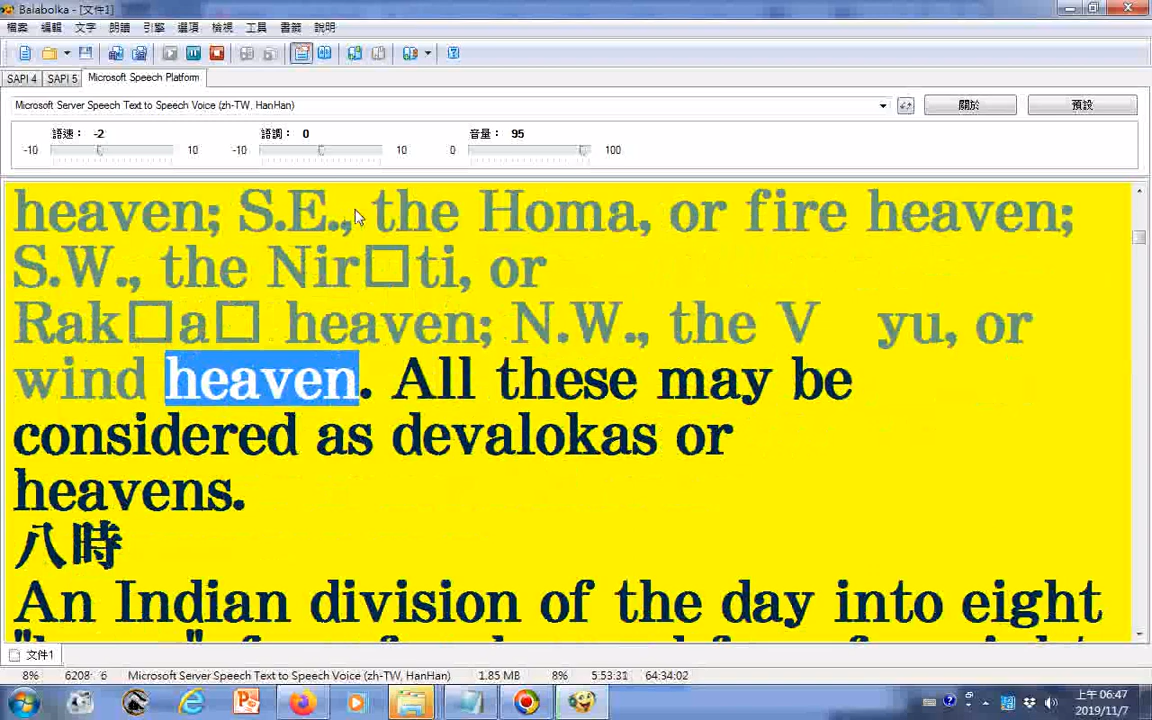 Balabolka - [文件1]
檔案 編輯 文字 朗讀 引擎 選項 檢視 工具 書籤 說明
SAPI 4 SAPI 5 Microsoft Speech Platform
Microsoft Server Speech Text to Speech Voice (zh-TW, HanHan) 關於 預設
語速： -2 語調： 0 音量： 95
-10 10 -10 10 0 100
heaven; S.E., the Homa, or fire heaven;
S.W., the Nir□ti, or
Rak□a□ heaven; N.W., the V yu, or
wind heaven. All these may be
considered as devalokas or
heavens.
八時
An Indian division of the day into eight
文件1
8% 6208 6 Microsoft Server Speech Text to Speech Voice (zh-TW, HanHan) 1.85 MB 8% 5:53:31 64:34:02
上午 06:47
2019/11/7